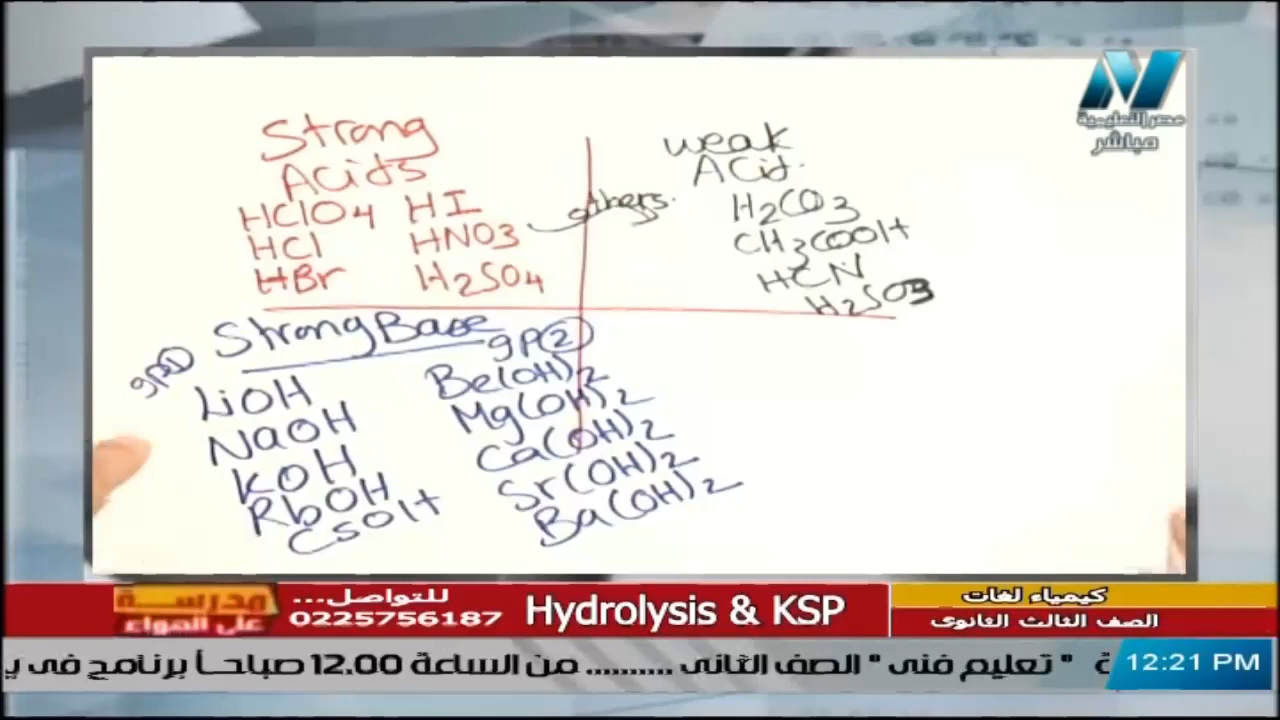 Strong
Acids
HClO4 HI
HCl HNO3
HBr H2SO4
others.
weak
Acid.
H2CO3
CH3COOH
HCN
H2SO3
Strong Base
gp①
LiOH
NaOH
KOH
RbOH
CsOH
gp②
Be(OH)2
Mg(OH)2
Ca(OH)2
Sr(OH)2
Ba(OH)2
مصر التعليمية
مباشر
مدرسة
على الهواء
للتواصل...
0225756187
Hydrolysis & KSP
كيمياء لغات
الصف الثالث الثانوى
ة " تعليم فنى " الصف الثانى ......... من الساعة 12.00 صباحاً برنامج فى
12:21 PM